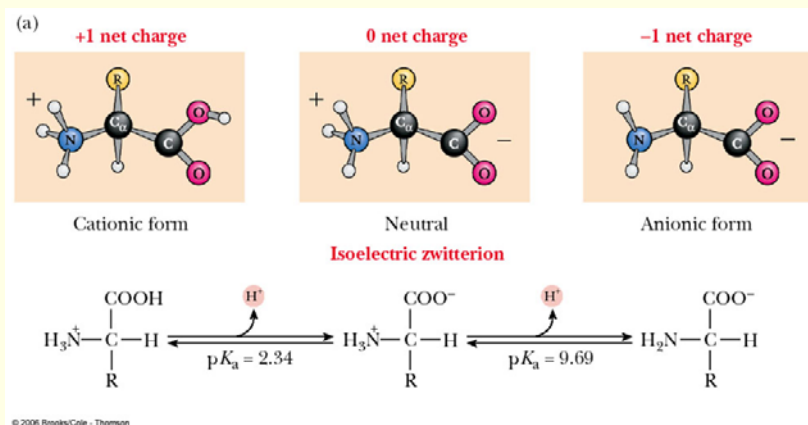 (a)
+1 net charge
0 net charge
−1 net charge
+ R O N Cα C O
+ R O N Cα C − O
R O N Cα C − O
Cationic form
Neutral
Anionic form
Isoelectric zwitterion
COOH
H₃N⁺—C—H
R
H⁺
pKa = 2.34
COO⁻
H₃N⁺—C—H
R
H⁺
pKa = 9.69
COO⁻
H₂N—C—H
R
© 2006 Brooks/Cole - Thomson